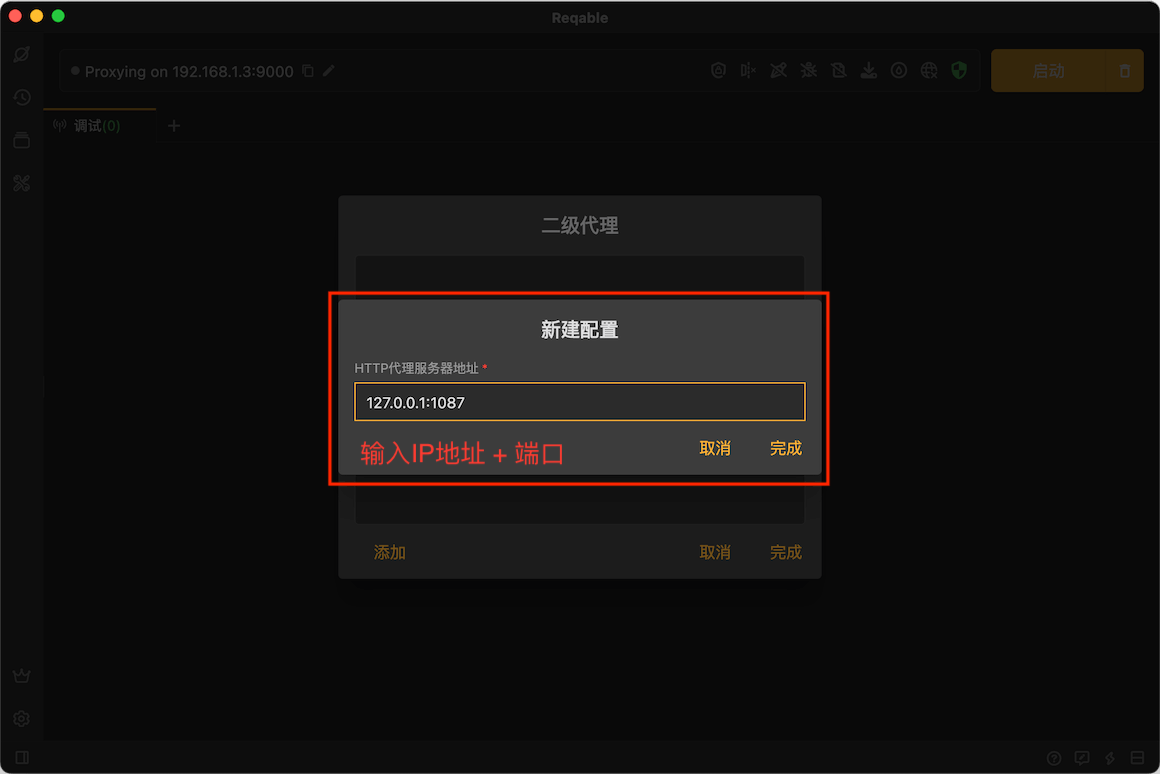 Reqable
Proxying on 192.168.1.3:9000
启动
调试(0)
二级代理
新建配置
HTTP代理服务器地址 *
127.0.0.1:1087
输入IP地址 + 端口
取消
完成
添加
取消
完成